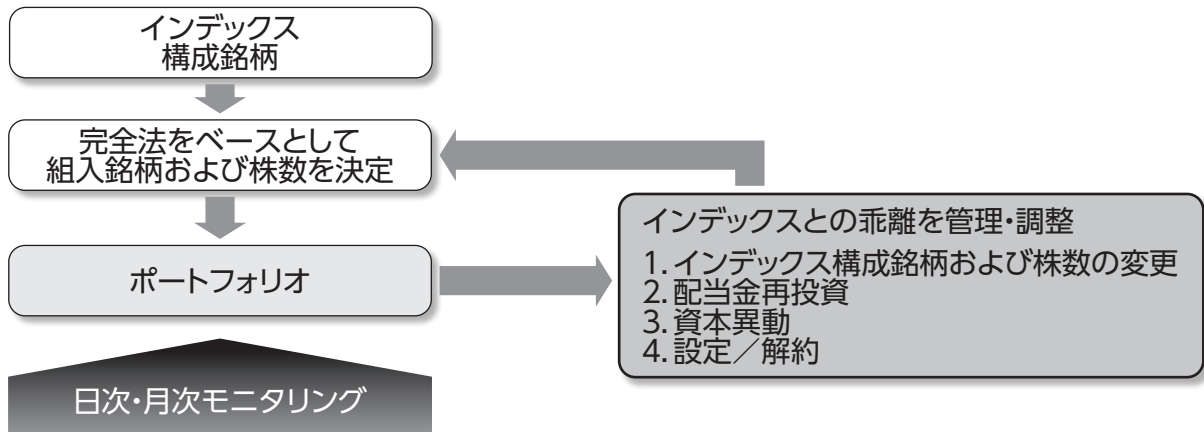 インデックス
構成銘柄
完全法をベースとして
組入銘柄および株数を決定
ポートフォリオ
日次・月次モニタリング
インデックスとの乖離を管理・調整
1. インデックス構成銘柄および株数の変更
2. 配当金再投資
3. 資本異動
4. 設定／解約